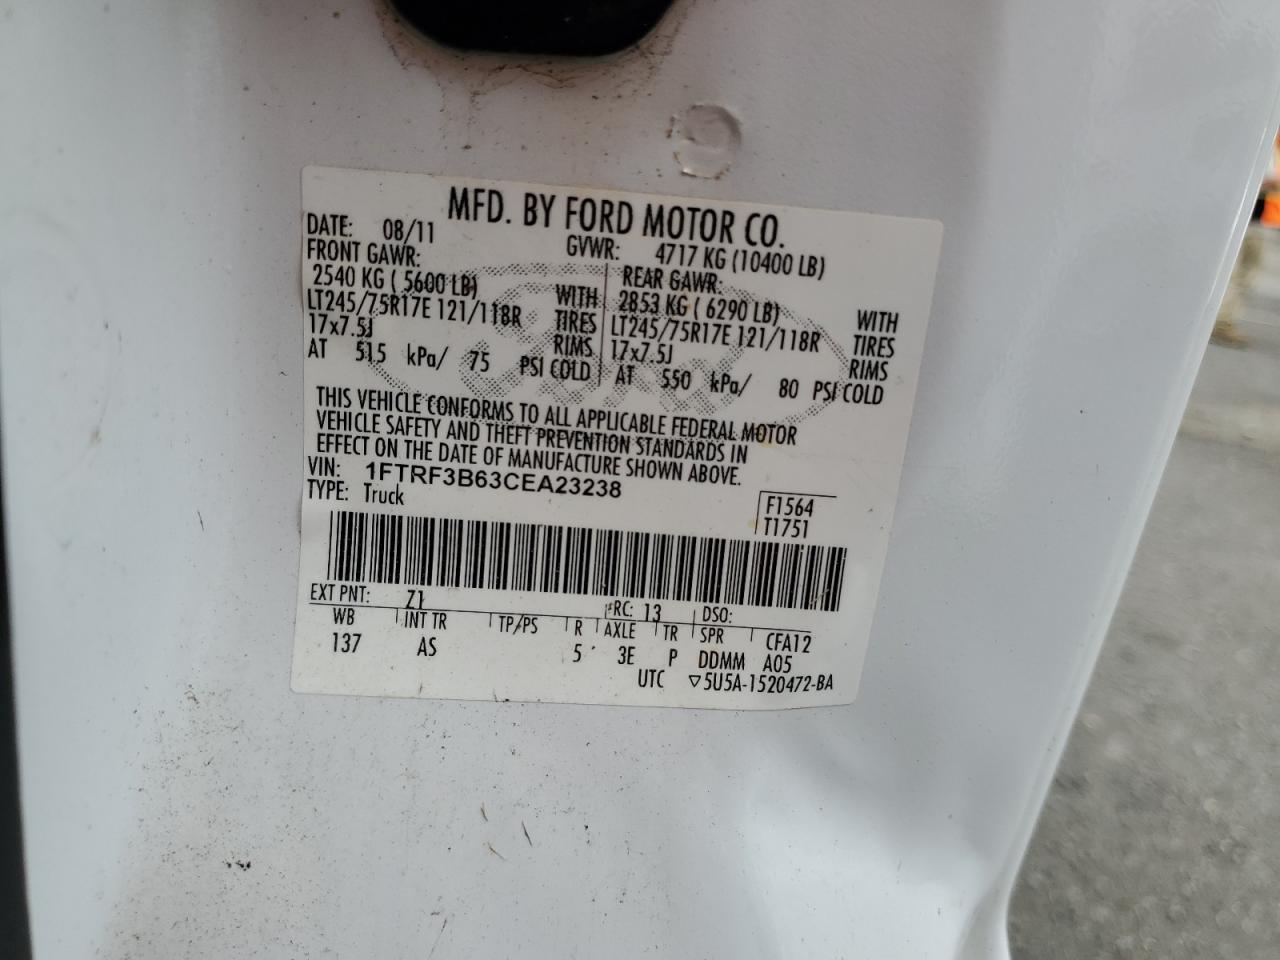 MFD. BY FORD MOTOR CO.
DATE: 08/11 GVWR: 4717 KG (10400 LB)
FRONT GAWR: REAR GAWR:
2540 KG ( 5600 LB) WITH 2853 KG ( 6290 LB) WITH
LT245/75R17E 121/118R TIRES LT245/75R17E 121/118R TIRES
17x7.5J RIMS 17x7.5J RIMS
AT 515 kPa/ 75 PSI COLD AT 550 kPa/ 80 PSI COLD
THIS VEHICLE CONFORMS TO ALL APPLICABLE FEDERAL MOTOR
VEHICLE SAFETY AND THEFT PREVENTION STANDARDS IN
EFFECT ON THE DATE OF MANUFACTURE SHOWN ABOVE.
VIN: 1FTRF3B63CEA23238
TYPE: Truck
F1564
T1751
EXT PNT: Z1 RC: 13 DSO:
WB INT TR TP/PS R AXLE TR SPR CFA12
137 AS 5 3E P DDMM A05
UTC ▽5U5A-1520472-BA